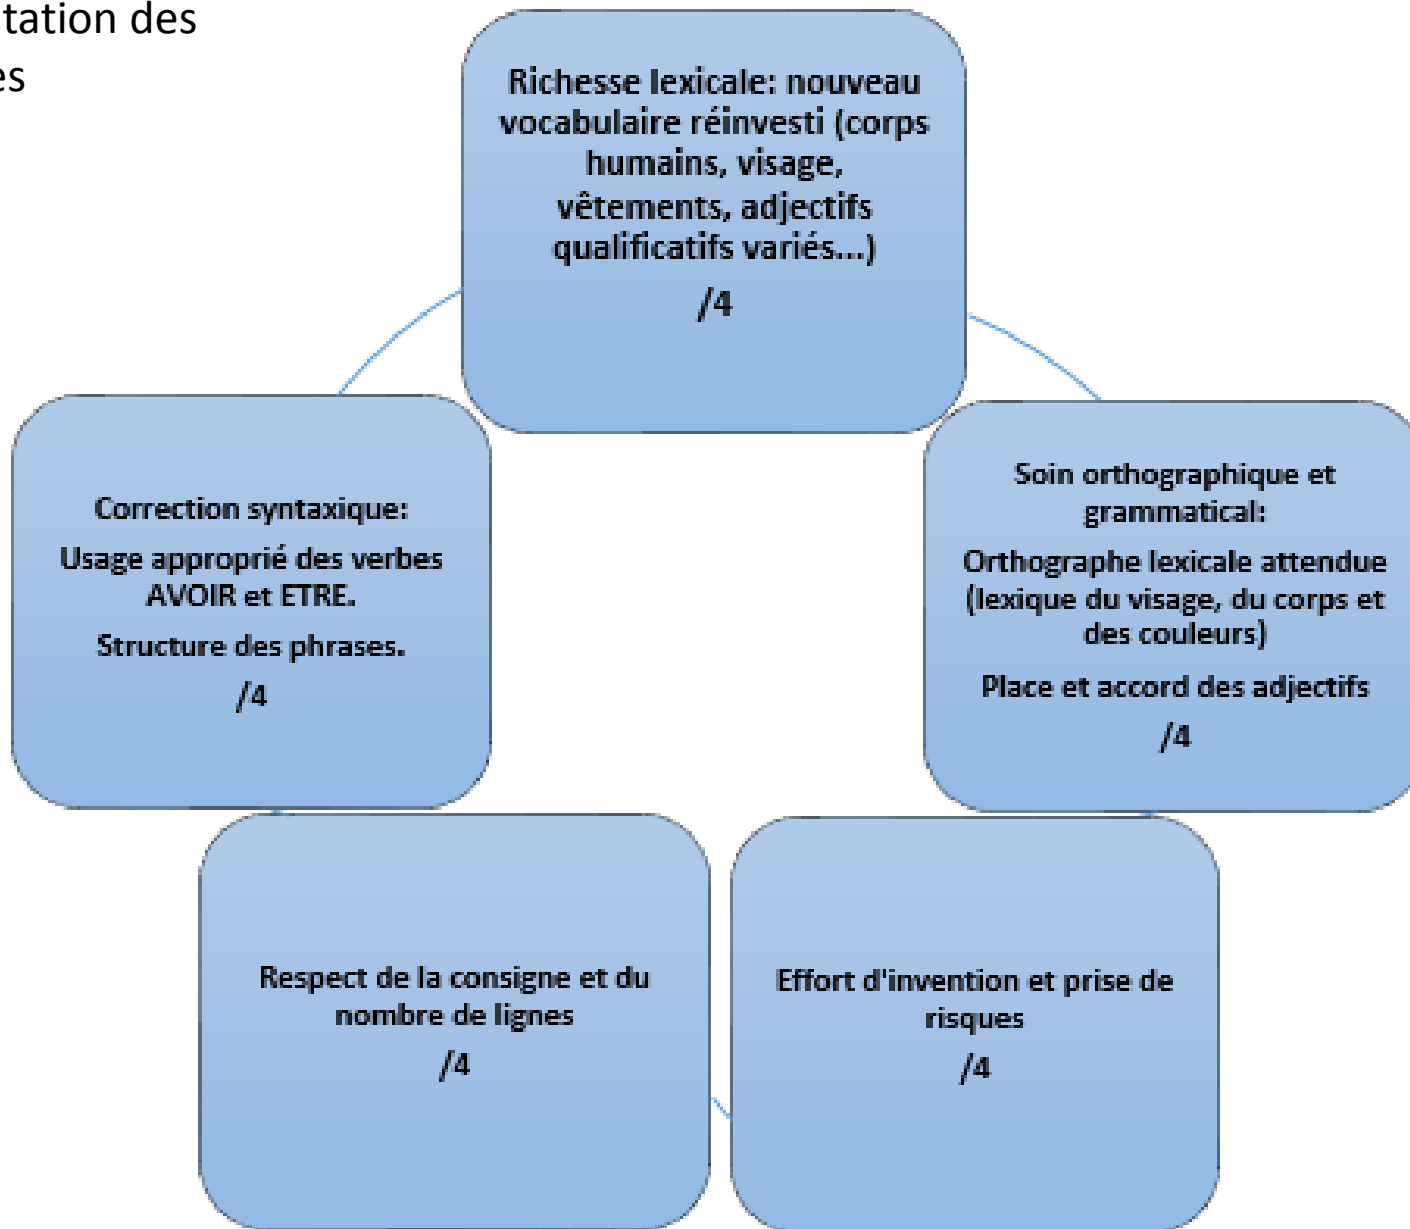 tation des
es
Richesse lexicale: nouveau
vocabulaire réinvesti (corps
humains, visage,
vêtements, adjectifs
qualificatifs variés...)
/4
Soin orthographique et
grammatical:
Orthographe lexicale attendue
(lexique du visage, du corps et
des couleurs)
Place et accord des adjectifs
/4
Effort d'invention et prise de
risques
/4
Respect de la consigne et du
nombre de lignes
/4
Correction syntaxique:
Usage approprié des verbes
AVOIR et ETRE.
Structure des phrases.
/4